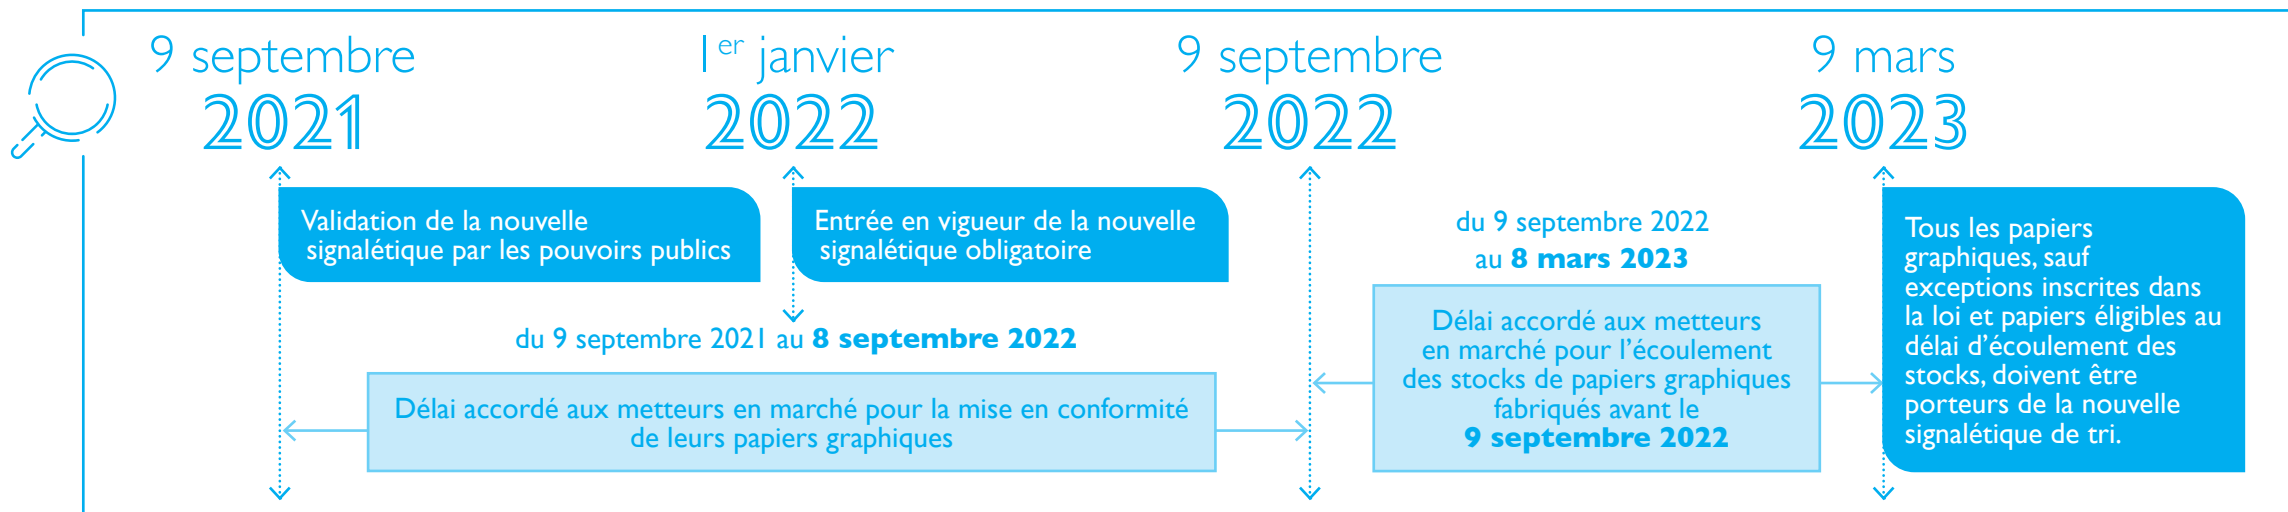 9 septembre
2021
1er janvier
2022
9 septembre
2022
9 mars
2023
Validation de la nouvelle
signalétique par les pouvoirs publics
Entrée en vigueur de la nouvelle
signalétique obligatoire
du 9 septembre 2021 au 8 septembre 2022
Délai accordé aux metteurs en marché pour la mise en conformité
de leurs papiers graphiques
du 9 septembre 2022
au 8 mars 2023
Délai accordé aux metteurs
en marché pour l’écoulement
des stocks de papiers graphiques
fabriqués avant le
9 septembre 2022
Tous les papiers
graphiques, sauf
exceptions inscrites dans
la loi et papiers éligibles au
délai d’écoulement des
stocks, doivent être
porteurs de la nouvelle
signalétique de tri.